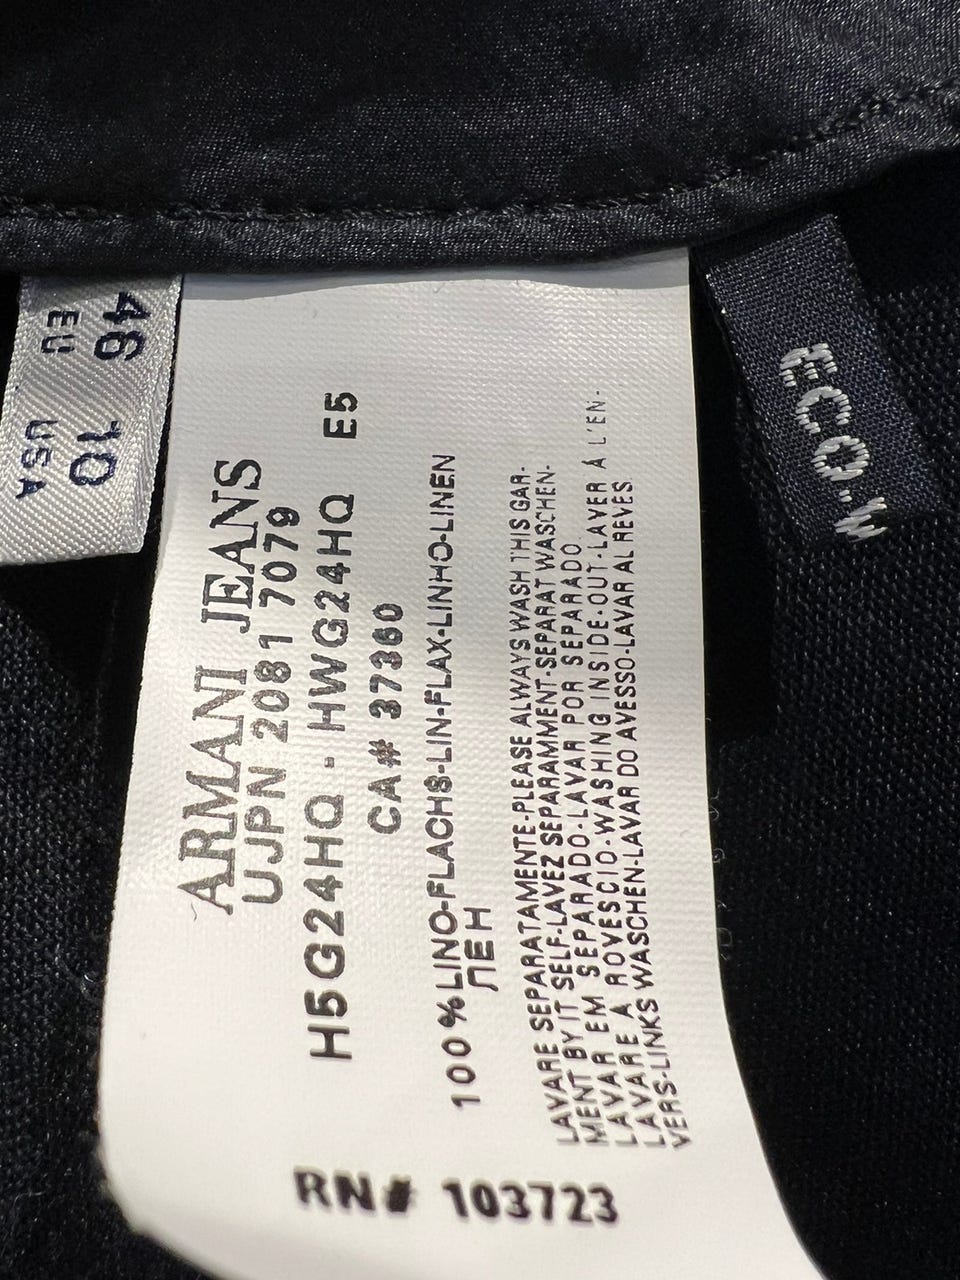 46 10
EU USA
ARMANI JEANS
UJPN 2081 7079
H5G24HQ - HWG24HQ E5
CA# 37360
100%LINO-FLACHS-LIN-FLAX-LINHO-LINEN
ЛЕН
LAVARE SEPARATAMENTE-PLEASE ALWAYS WASH THIS GAR-
MENT BY IT SELF-LAVEZ SEPARAMMENT-SEPARAT WASCHEN-
LAVAR EM SEPARADO-LAVAR POR SEPARADO
LAVARE A ROVESCIO-WASHING INSIDE-OUT-LAVER À L'EN-
VERS-LINKS WASCHEN-LAVAR DO AVESSO-LAVAR AL REVES
RN# 103723
ECO-W